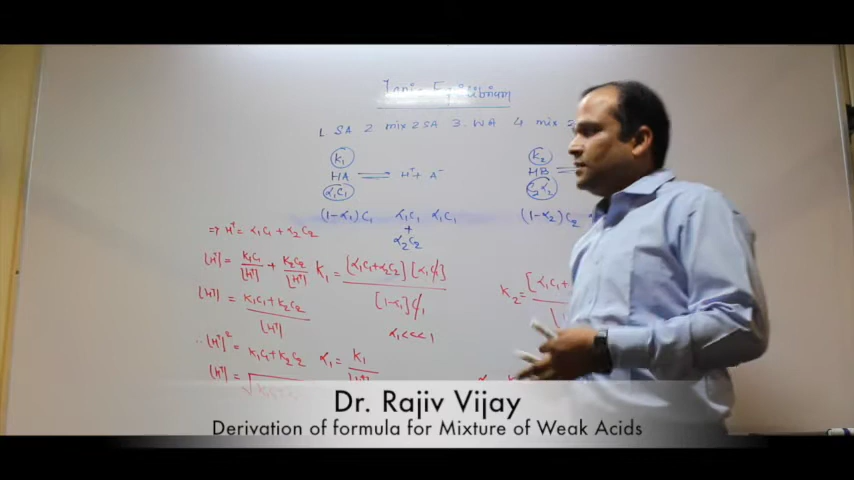 Ionic Equilibrium
1 SA 2 mix 2 SA 3. WA 4 mix 2
K₁ K₂
HA ⇌ H⁺ + A⁻ HB ⇌
α₁C₁ α₂
(1-α₁)C₁ α₁C₁ α₁C₁ (1-α₂)C₂
+
α₂C₂
⇒ H⁺ = α₁C₁ + α₂C₂
[H⁺] = K₁C₁/[H⁺] + K₂C₂/[H⁺]
K₁ = [α₁C₁+α₂C₂][α₁C₁]/[1-α₁]C₁
K₂ = [α₁C₁+
[H⁺] = K₁C₁+K₂C₂/[H⁺]
α₁<<<1
∴ [H⁺]² = K₁C₁+K₂C₂
α₁ = K₁/[H⁺]
[H⁺] = √
Dr. Rajiv Vijay
Derivation of formula for Mixture of Weak Acids